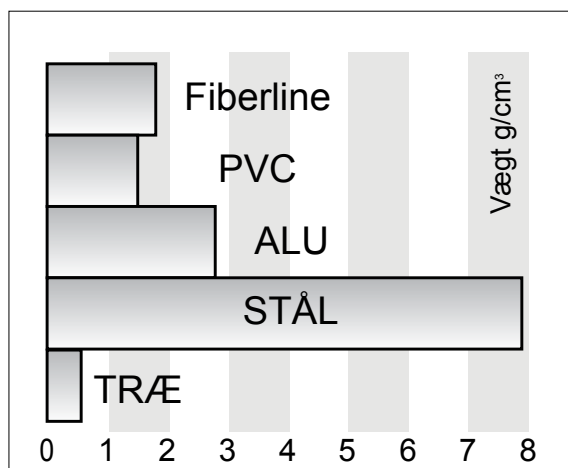 Fiberline
PVC
ALU
STÅL
TRÆ
0 1 2 3 4 5 6 7 8
Vægt g/cm³